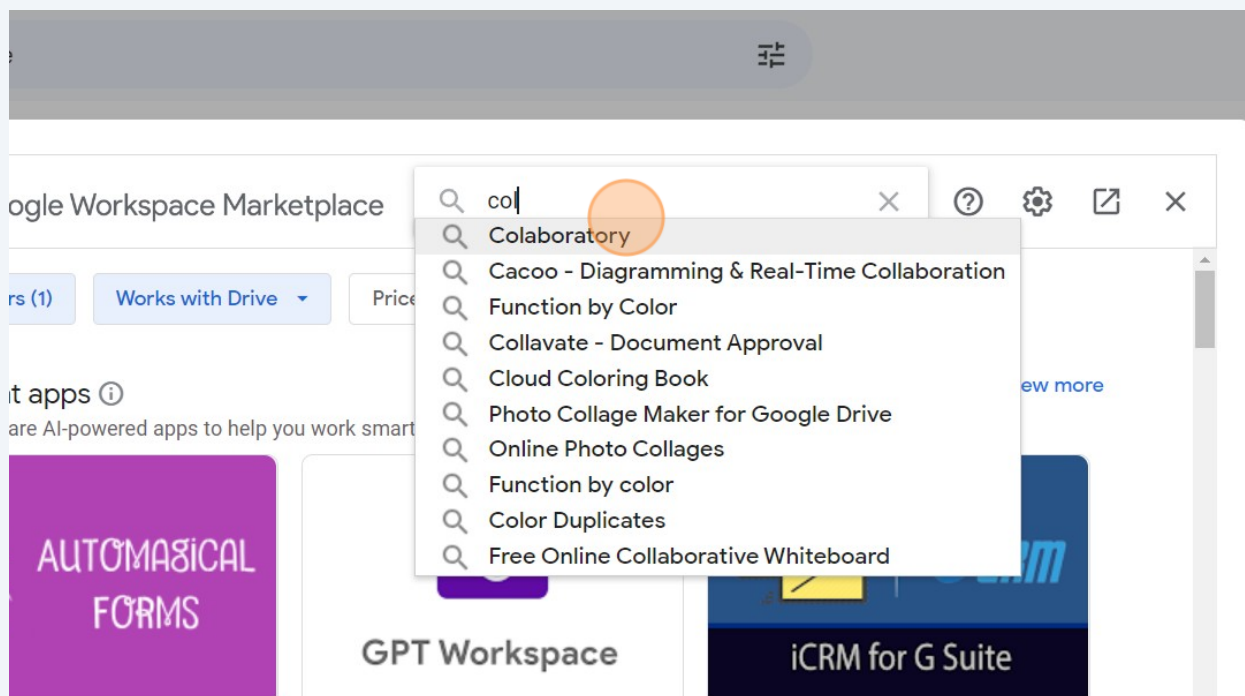 e
ogle Workspace Marketplace
col
rs (1)
Works with Drive
Price
Colaboratory
Cacoo - Diagramming & Real-Time Collaboration
Function by Color
Collavate - Document Approval
Cloud Coloring Book
Photo Collage Maker for Google Drive
Online Photo Collages
Function by color
Color Duplicates
Free Online Collaborative Whiteboard
t apps
ew more
are AI-powered apps to help you work smart
AUTOMAGICAL
FORMS
GPT Workspace
RM
iCRM for G Suite